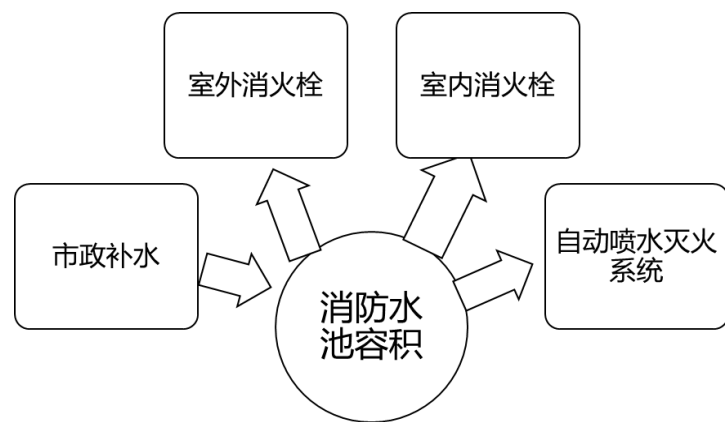 室外消火栓
室内消火栓
市政补水
自动喷水灭火
系统
消防水
池容积